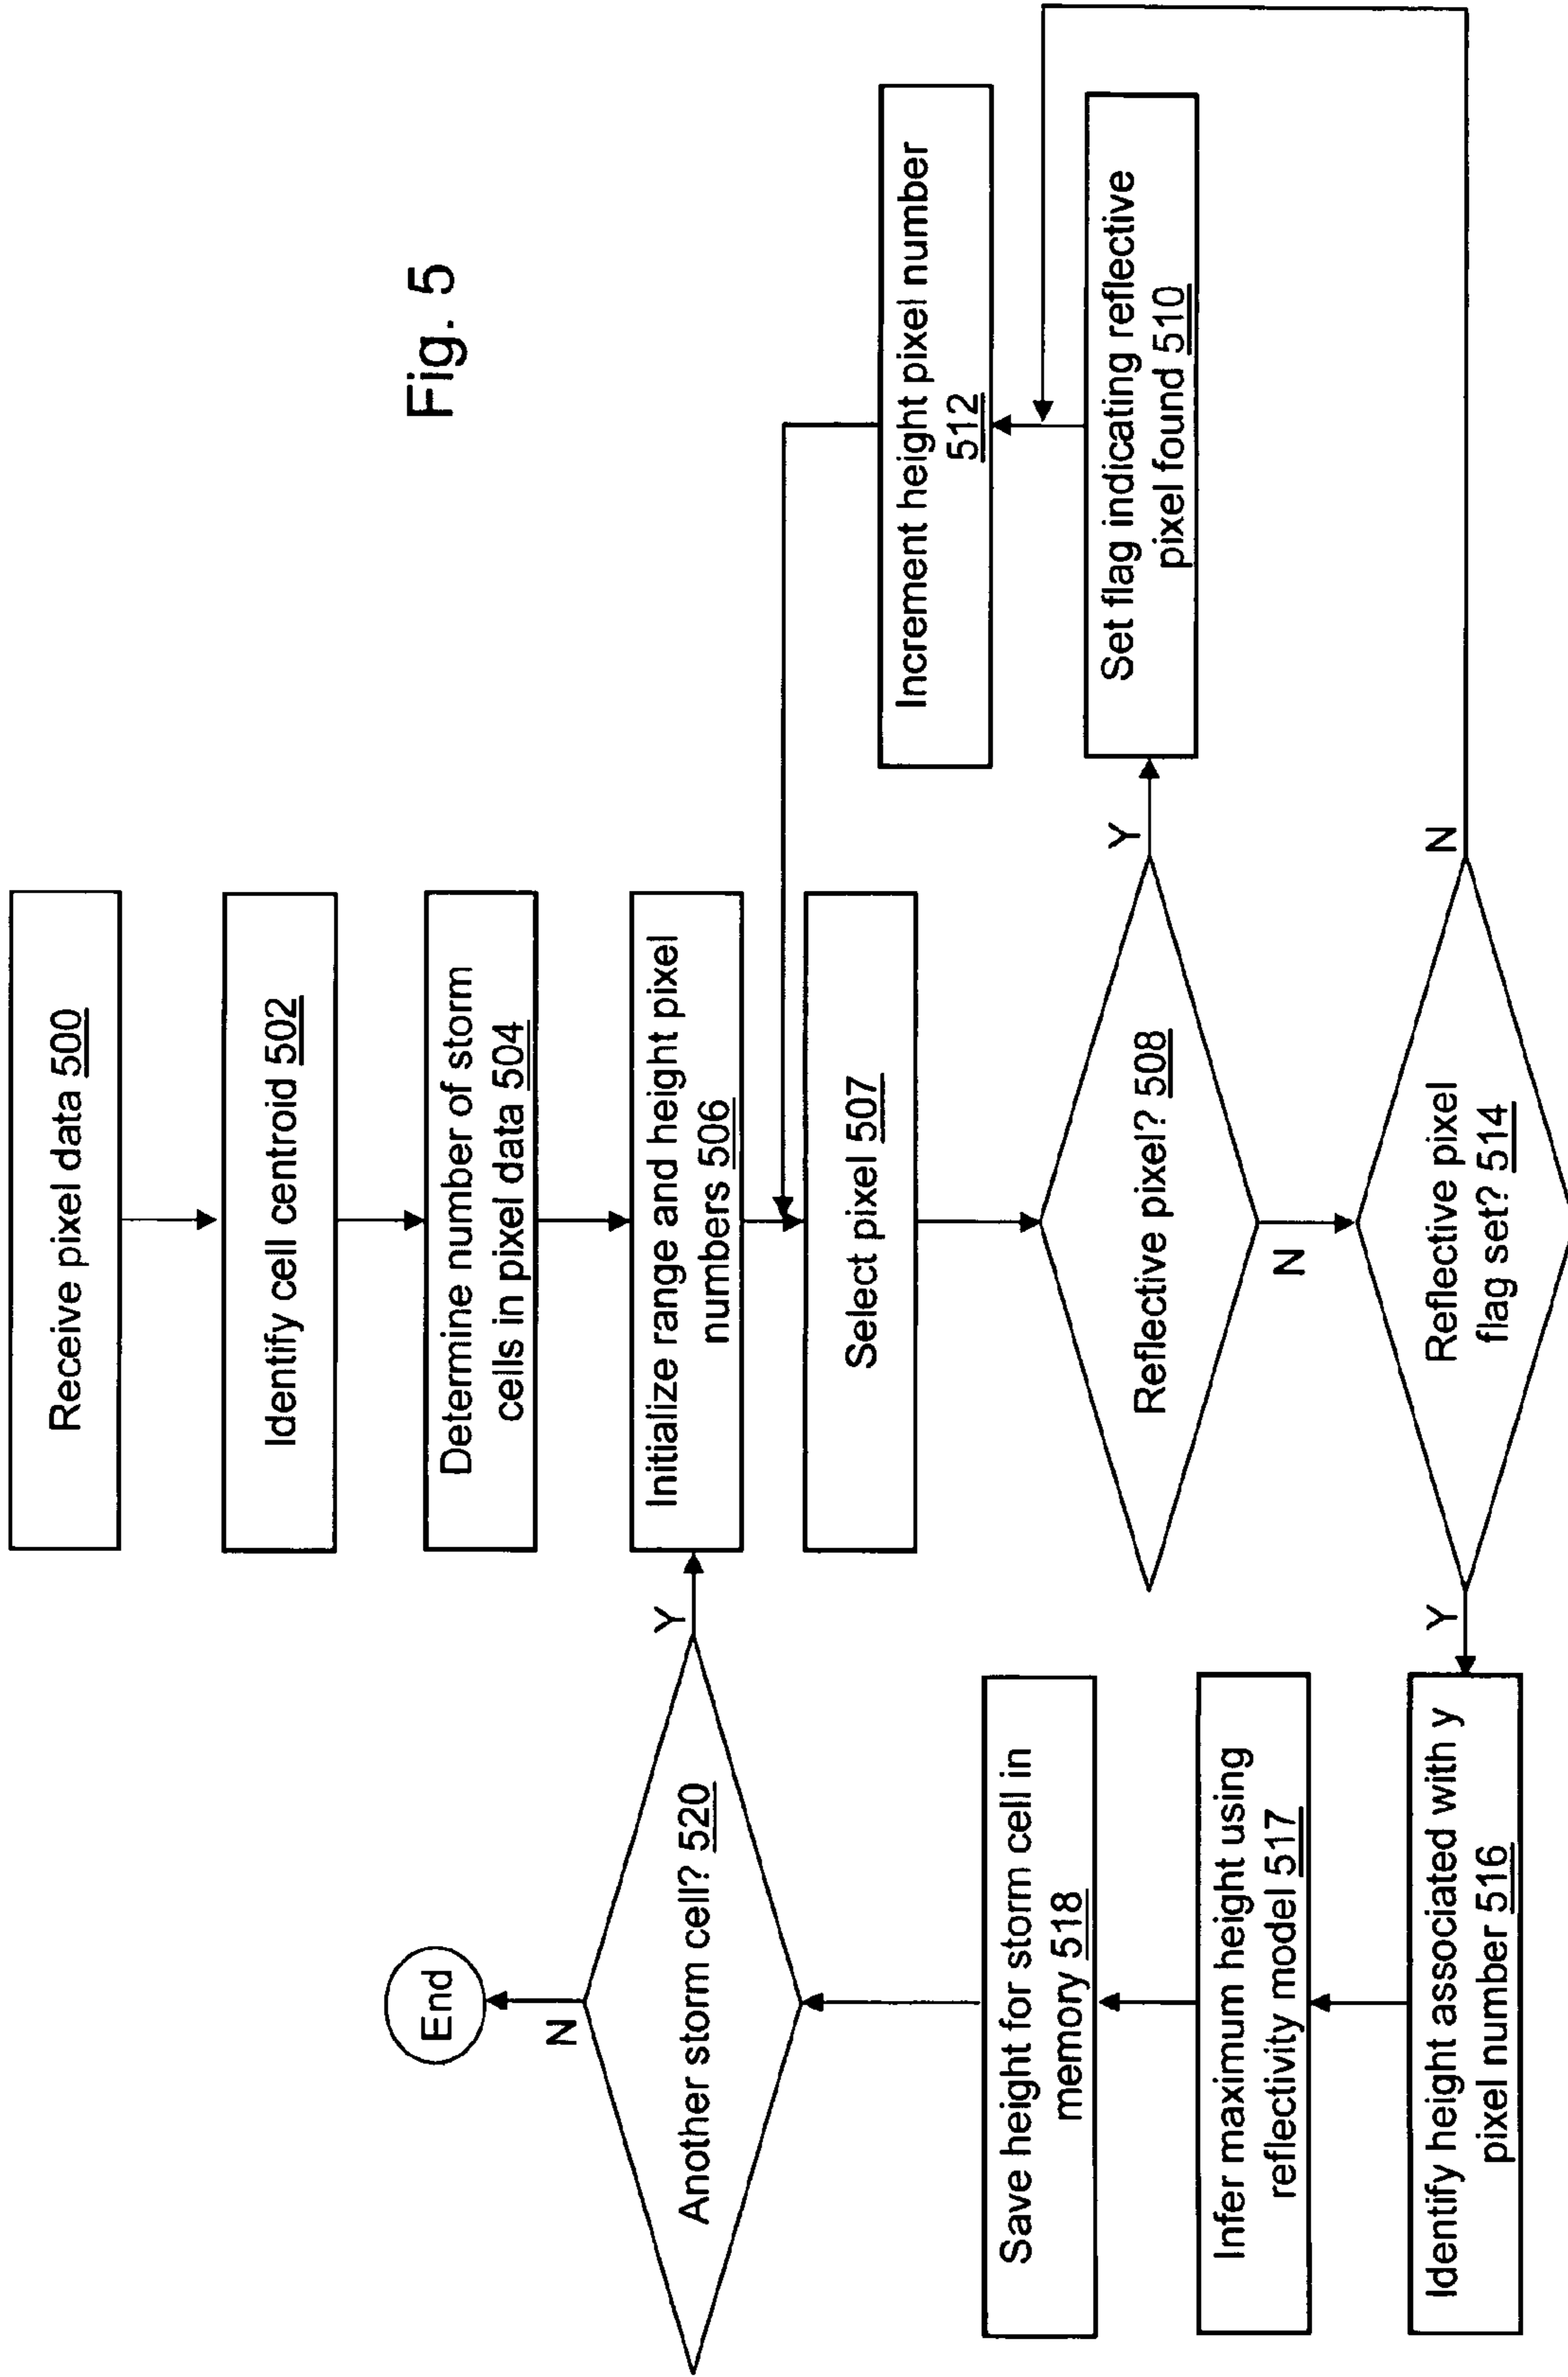 Fig. 5
Receive pixel data 500
Identify cell centroid 502
Determine number of storm
cells in pixel data 504
Initialize range and height pixel
numbers 506
Select pixel 507
Reflective pixel? 508
Y
N
Set flag indicating reflective
pixel found 510
Increment height pixel number
512
Reflective pixel
flag set? 514
N
Y
Identify height associated with y
pixel number 516
Infer maximum height using
reflectivity model 517
Save height for storm cell in
memory 518
Another storm cell? 520
Y
N
End